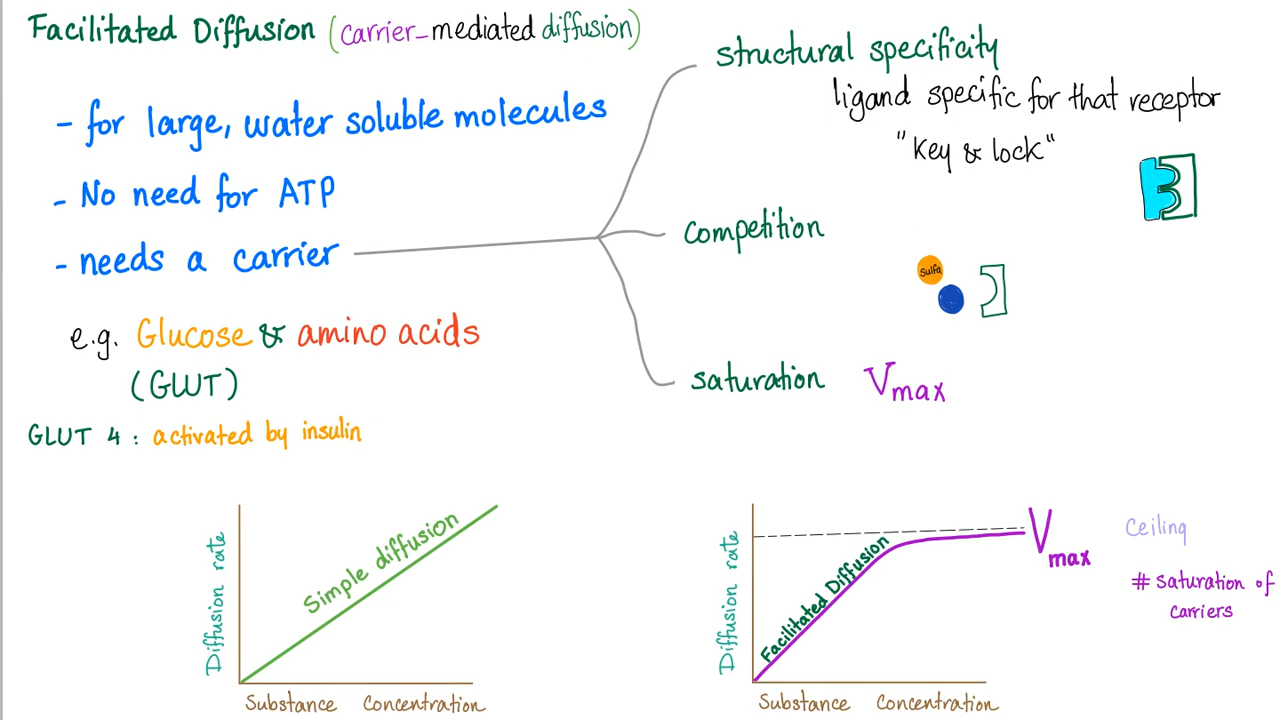 Facilitated Diffusion (carrier-mediated diffusion)
- for large, water soluble molecules
- No need for ATP
- needs a carrier
e.g. Glucose & amino acids
(GLUT)
GLUT 4 : activated by insulin
structural specificity
ligand specific for that receptor
"Key & lock"
competition
sulfa
saturation Vmax
Diffusion rate
Simple diffusion
Substance Concentration
Diffusion rate
Facilitated Diffusion
Vmax
Substance Concentration
Ceiling
# saturation of
carriers